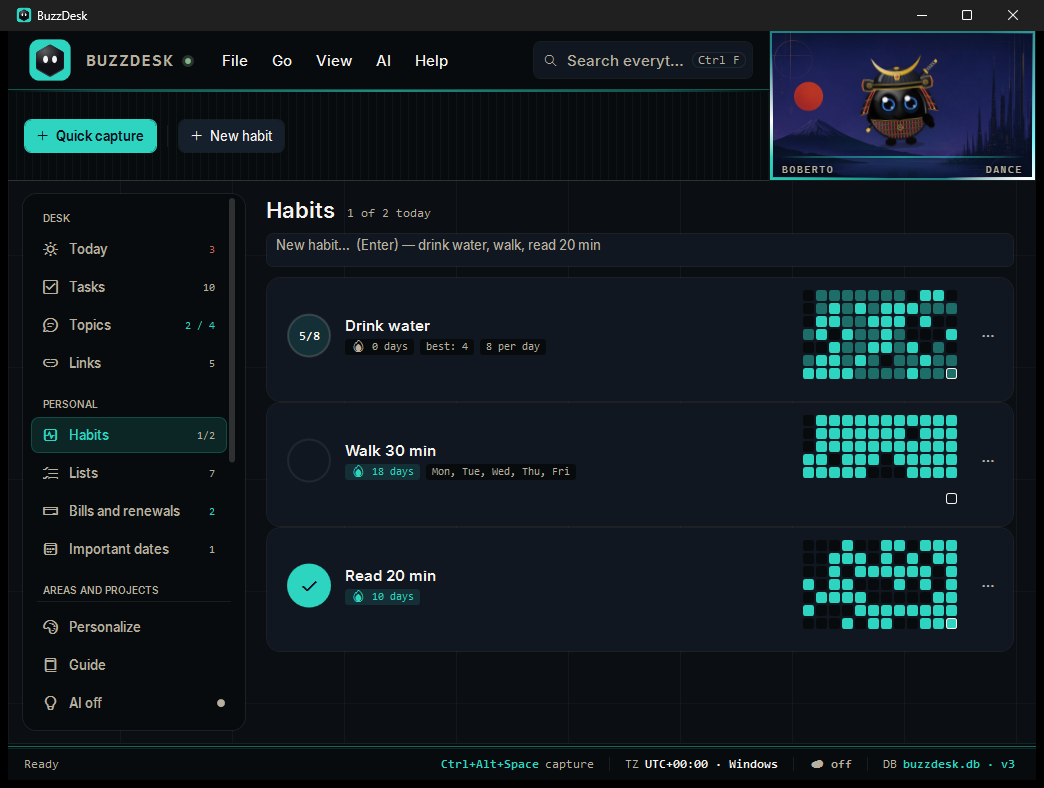 BuzzDesk
BUZZDESK
File Go View AI Help
Search everyt... Ctrl F
BOBERTO DANCE
+ Quick capture
+ New habit
DESK
Today 3
Tasks 10
Topics 2 / 4
Links 5
PERSONAL
Habits 1/2
Lists 7
Bills and renewals 2
Important dates 1
AREAS AND PROJECTS
Personalize
Guide
AI off
Habits 1 of 2 today
New habit... (Enter) — drink water, walk, read 20 min
5/8
Drink water
0 days best: 4 8 per day
...
Walk 30 min
18 days Mon, Tue, Wed, Thu, Fri
...
Read 20 min
10 days
...
Ready
Ctrl+Alt+Space capture
TZ UTC+00:00 · Windows
off
DB buzzdesk.db · v3